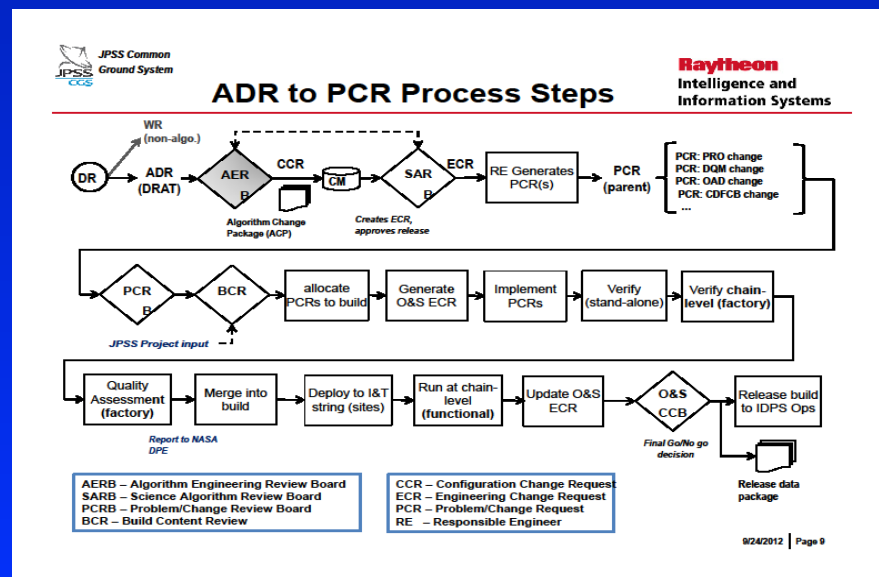 JPSS Common
Ground System
JPSS
CGS
Raytheon
Intelligence and
Information Systems
ADR to PCR Process Steps
WR
(non-algo.)
DR
ADR
(DRAT)
AER
B
CCR
Algorithm Change
Package (ACP)
CM
SAR
B
Creates ECR,
approves release
ECR
RE Generates
PCR(s)
PCR
(parent)
PCR: PRO change
PCR: DQM change
PCR: OAD change
PCR: CDFCB change
...
PCR
B
BCR
JPSS Project input
allocate
PCRs to build
Generate
O&S ECR
Implement
PCRs
Verify
(stand-alone)
Verify chain-
level (factory)
Quality
Assessment
(factory)
Report to NASA
DPE
Merge into
build
Deploy to I&T
string (sites)
Run at chain-
level
(functional)
Update O&S
ECR
O&S
CCB
Final Go/No go
decision
Release build
to IDPS Ops
Release data
package
AERB – Algorithm Engineering Review Board
SARB – Science Algorithm Review Board
PCRB – Problem/Change Review Board
BCR – Build Content Review
CCR – Configuration Change Request
ECR – Engineering Change Request
PCR – Problem/Change Request
RE – Responsible Engineer
9/24/2012 | Page 9